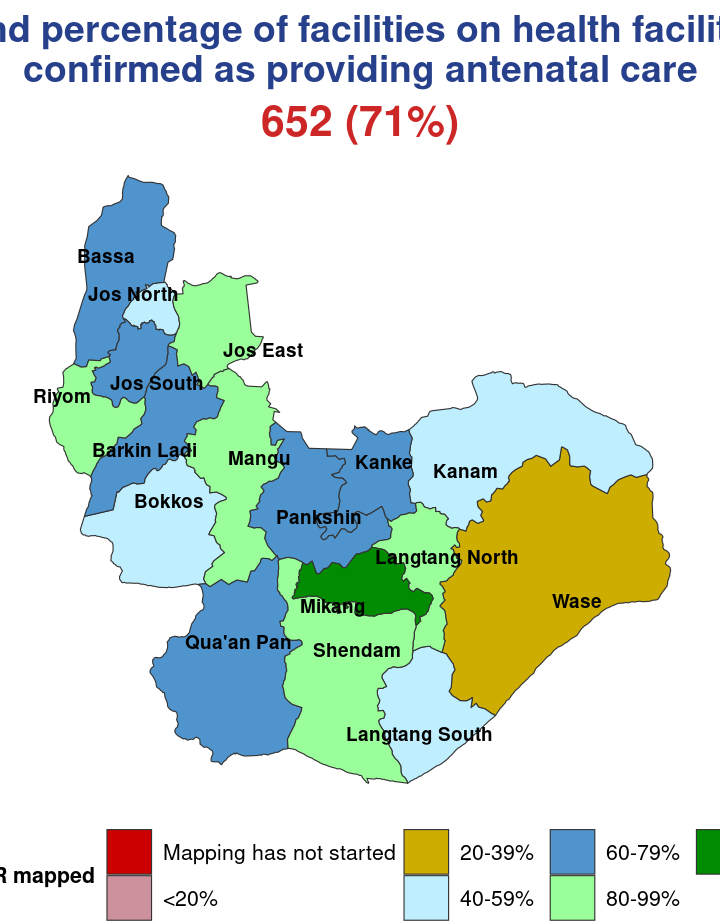 percentage of facilities on health
confirmed as providing antenatal care
652 (71%)
Bassa
Jos North
Jos East
Riyom
Jos South
Barkin Ladi
Mangu
Kanke
Kanam
Bokkos
Pankshin
Langtang North
Mikang
Wase
Qua'an Pan
Shendam
Langtang South
Mapping has not started
20-39%
60-79%
mapped
<20%
40-59%
80-99%